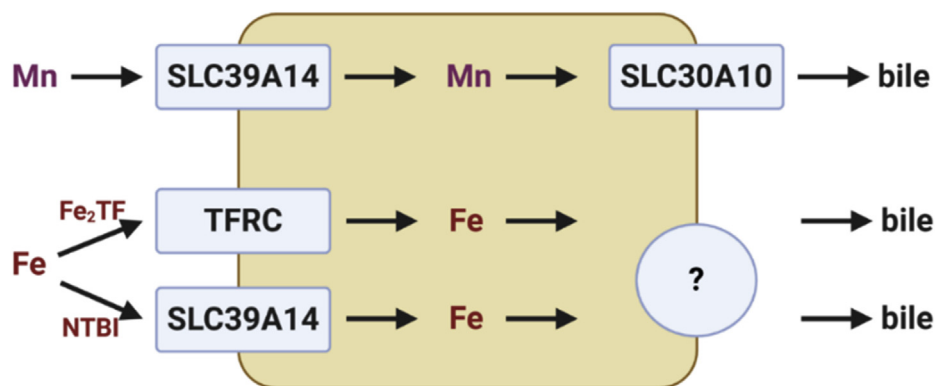 Mn SLC39A14 Mn SLC30A10 bile
Fe₂TF
TFRC Fe bile
Fe
?
NTBI
SLC39A14 Fe bile